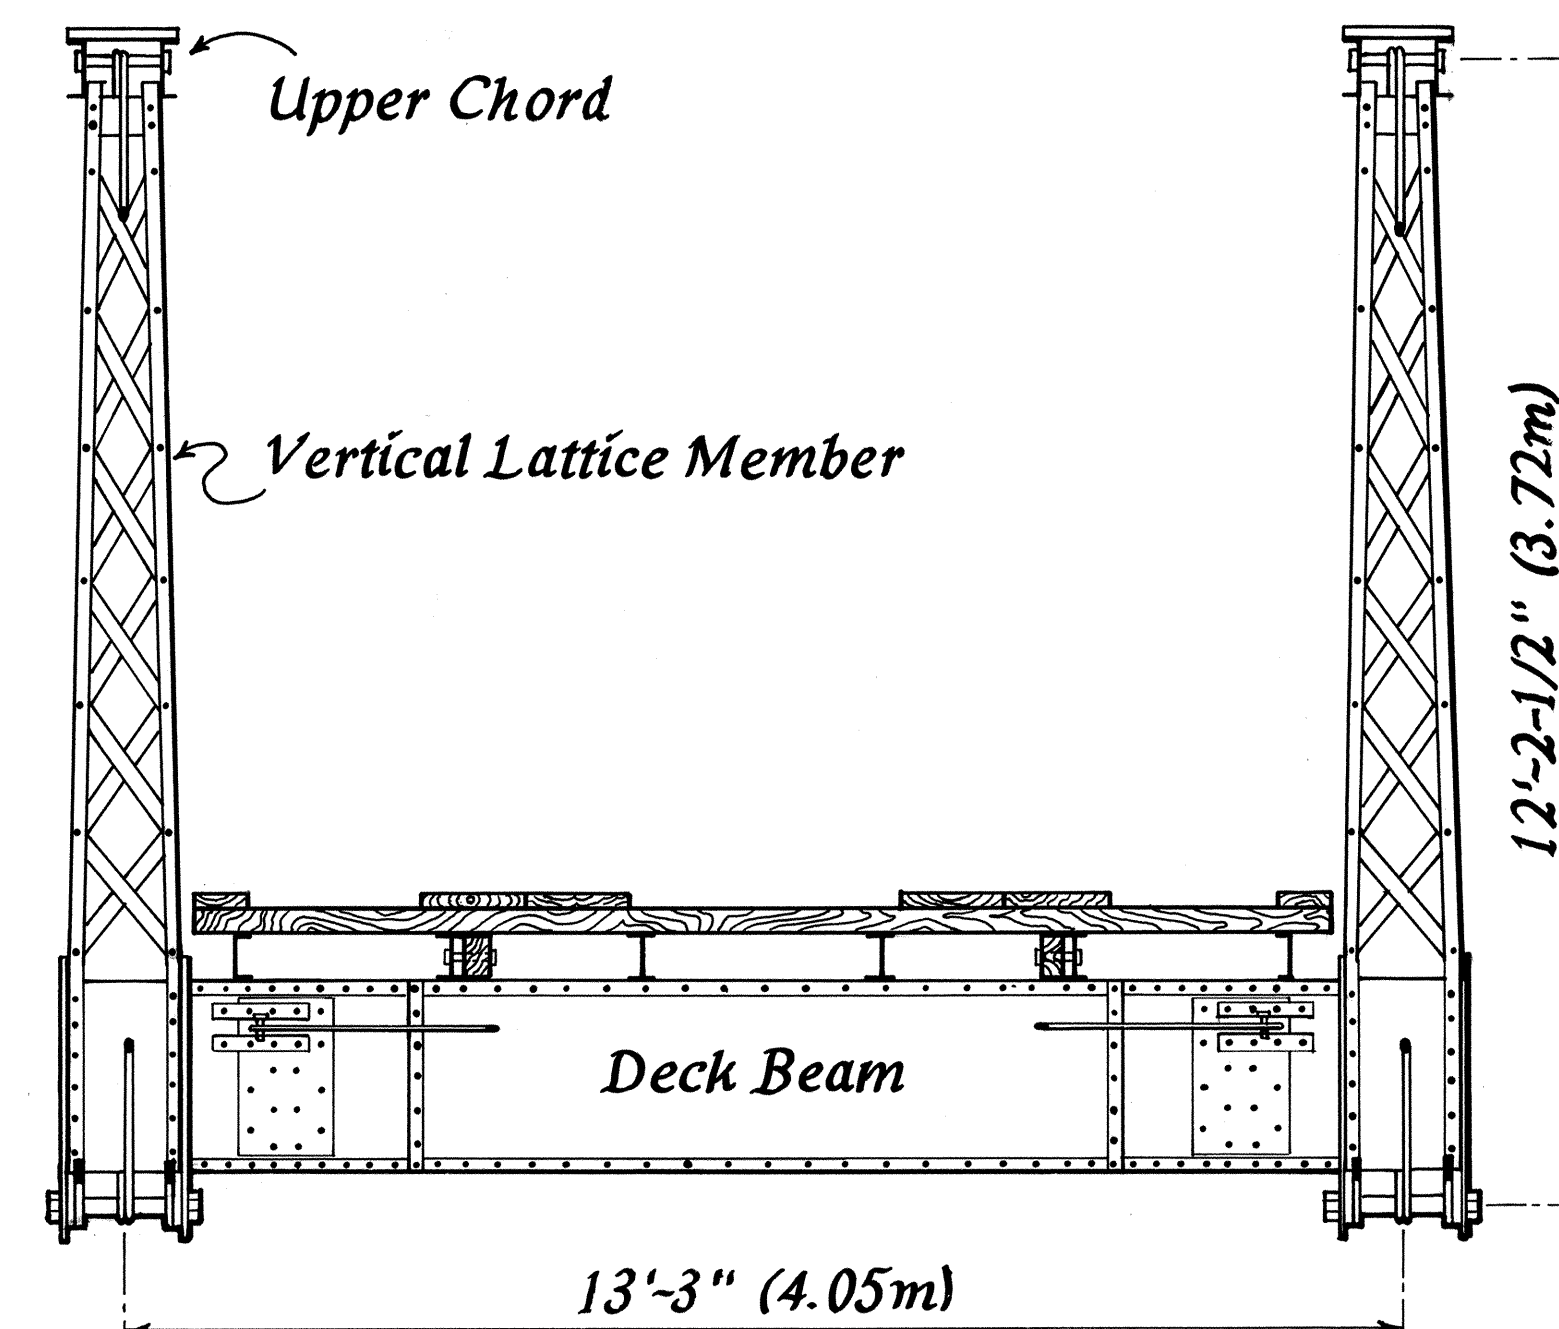 Upper Chord
Vertical Lattice Member
12'-2-1/2" (3.72m)
Deck Beam
13'-3" (4.05m)